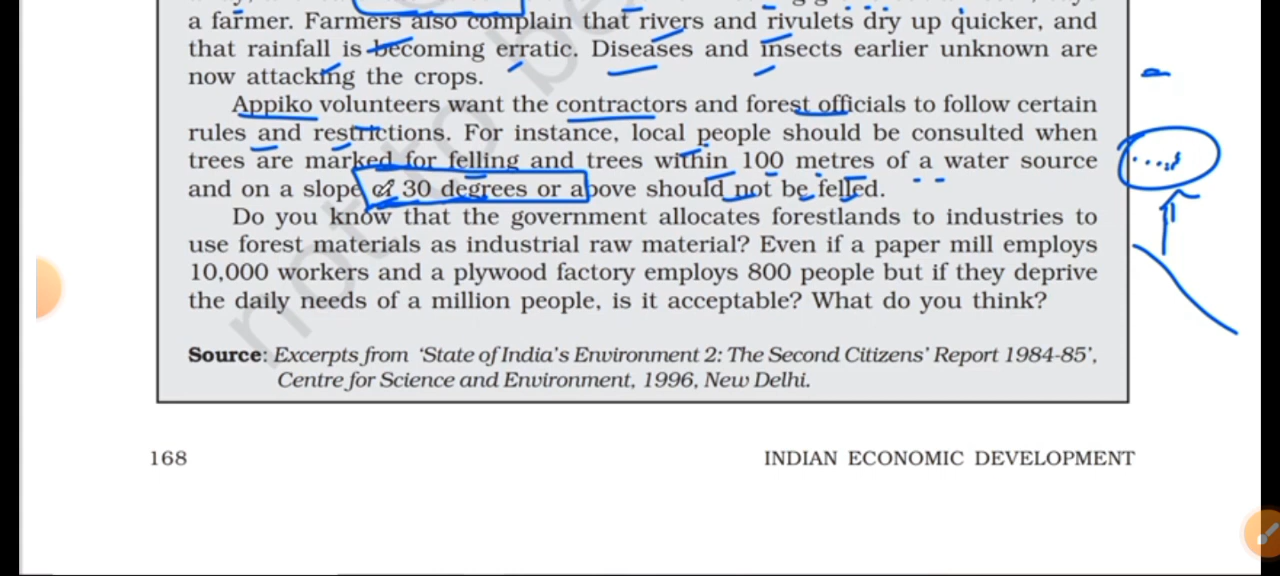 a farmer. Farmers also complain that rivers and rivulets dry up quicker, and
that rainfall is becoming erratic. Diseases and insects earlier unknown are
now attacking the crops.
Appiko volunteers want the contractors and forest officials to follow certain
rules and restrictions. For instance, local people should be consulted when
trees are marked for felling and trees within 100 metres of a water source
and on a slope of 30 degrees or above should not be felled.
Do you know that the government allocates forestlands to industries to
use forest materials as industrial raw material? Even if a paper mill employs
10,000 workers and a plywood factory employs 800 people but if they deprive
the daily needs of a million people, is it acceptable? What do you think?
Source: Excerpts from ‘State of India’s Environment 2: The Second Citizens’ Report 1984-85’,
Centre for Science and Environment, 1996, New Delhi.
168 INDIAN ECONOMIC DEVELOPMENT
not to be